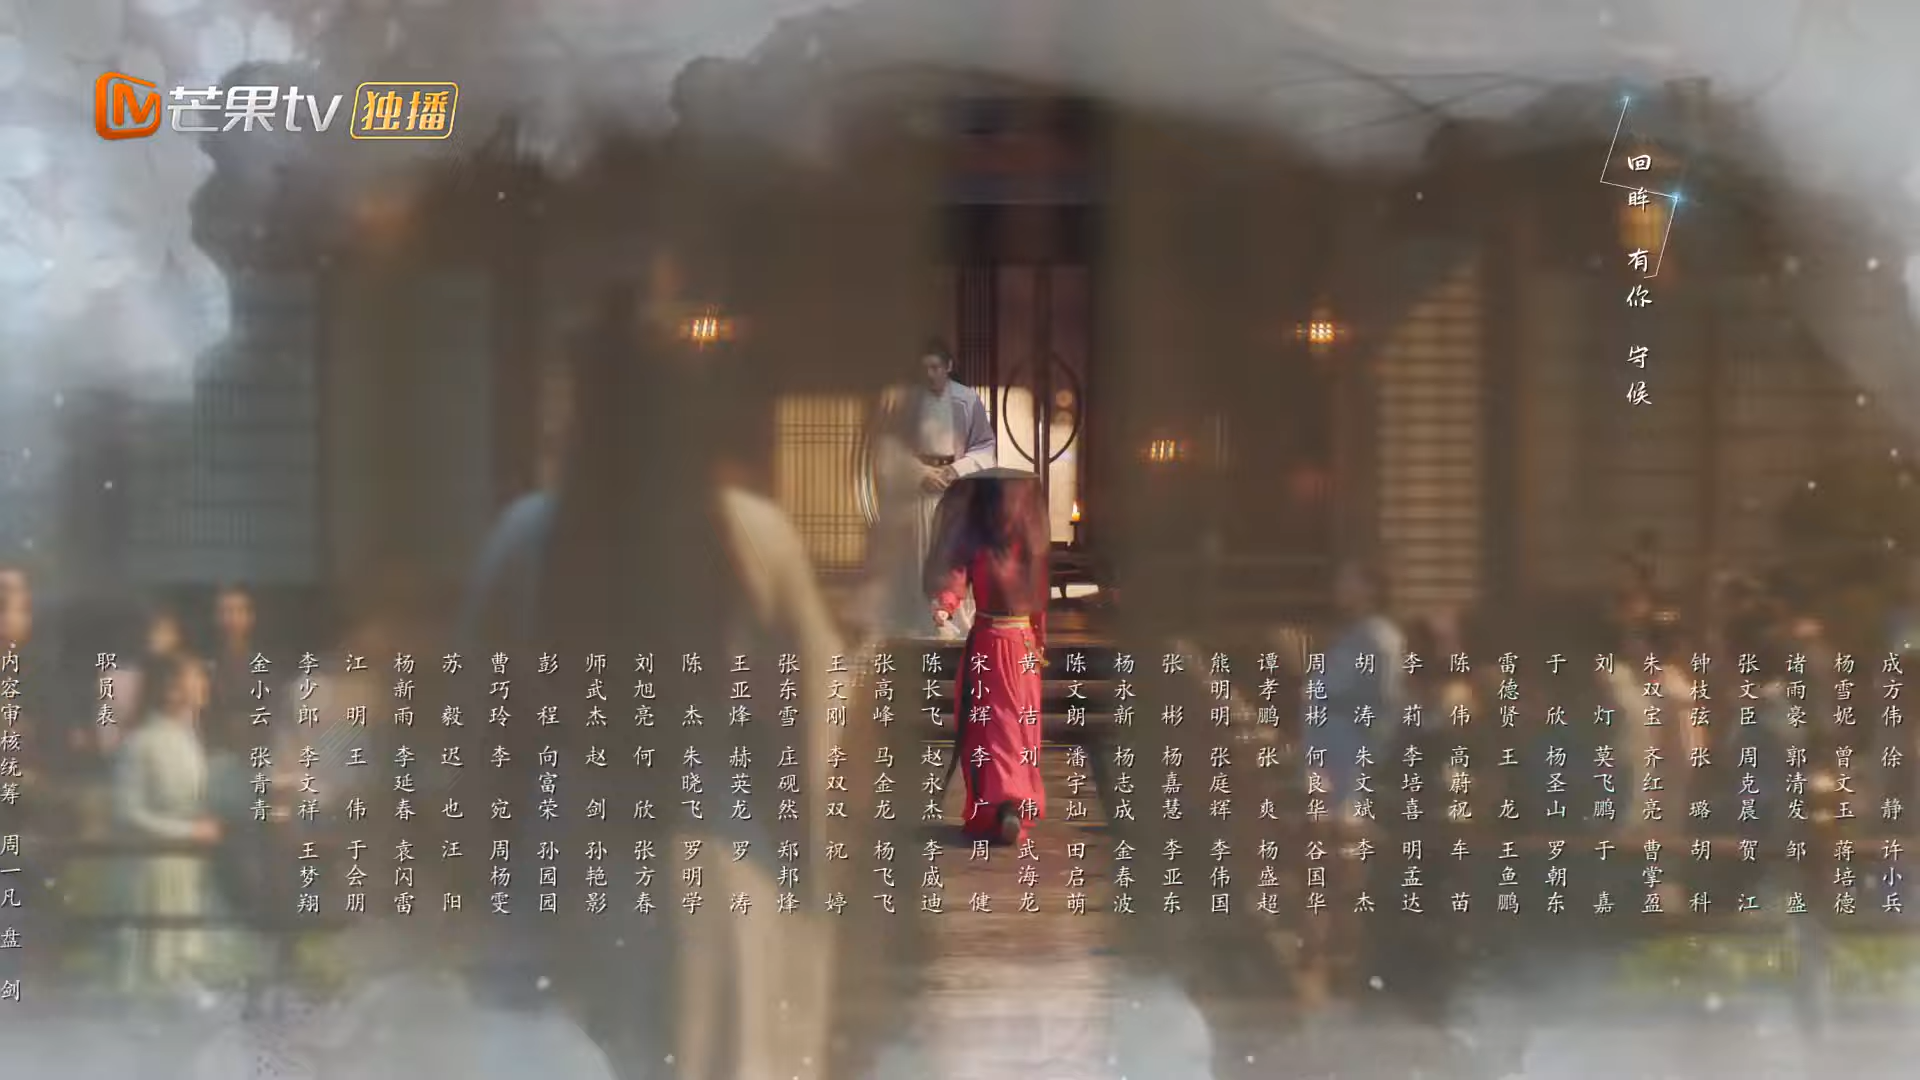 芒果tv 独播
回眸 有你 守候
成方伟 徐静 许小兵
杨雪妮 曾文玉 蒋培德
诸雨豪 郭清发 邹盛
张文臣 周克晨 贺江
钟枝弦 张璐 胡科
朱双宝 齐红亮 曹掌盈
刘灯 莫飞鹏 于嘉
于欣 杨圣山 罗朝东
雷德贤 王龙 王鱼鹏
陈伟 高蔚祝 车苗
李莉 李培喜 明孟达
胡涛 朱文斌 李杰
周艳彬 何良华 谷国华
谭孝鹏 张爽 杨盛超
熊明明 张庭辉 李伟国
张彬 杨嘉慧 李亚东
杨永新 杨志成 金春波
陈文朗 潘宇灿 田启萌
黄洁 刘伟 武海龙
宋小辉 李广 周健
陈长飞 赵永杰 李威迪
张高峰 马金龙 杨飞飞
王文刚 李双双 祝婷
张东雪 庄砚然 郑邦烽
王亚烽 赫英龙 罗涛
陈杰 朱晓飞 罗明学
刘旭亮 何欣 张方春
师武杰 赵剑 孙艳影
彭程 向富荣 孙园园
曹巧玲 李宛 周杨雯
苏毅 迟也 汪阳
杨新雨 李延春 袁闪雷
江明 王伟 于会朋
李少郎 李文祥 王梦翔
金小云 张青青
职员表
内容审核统筹 周一凡 盘剑